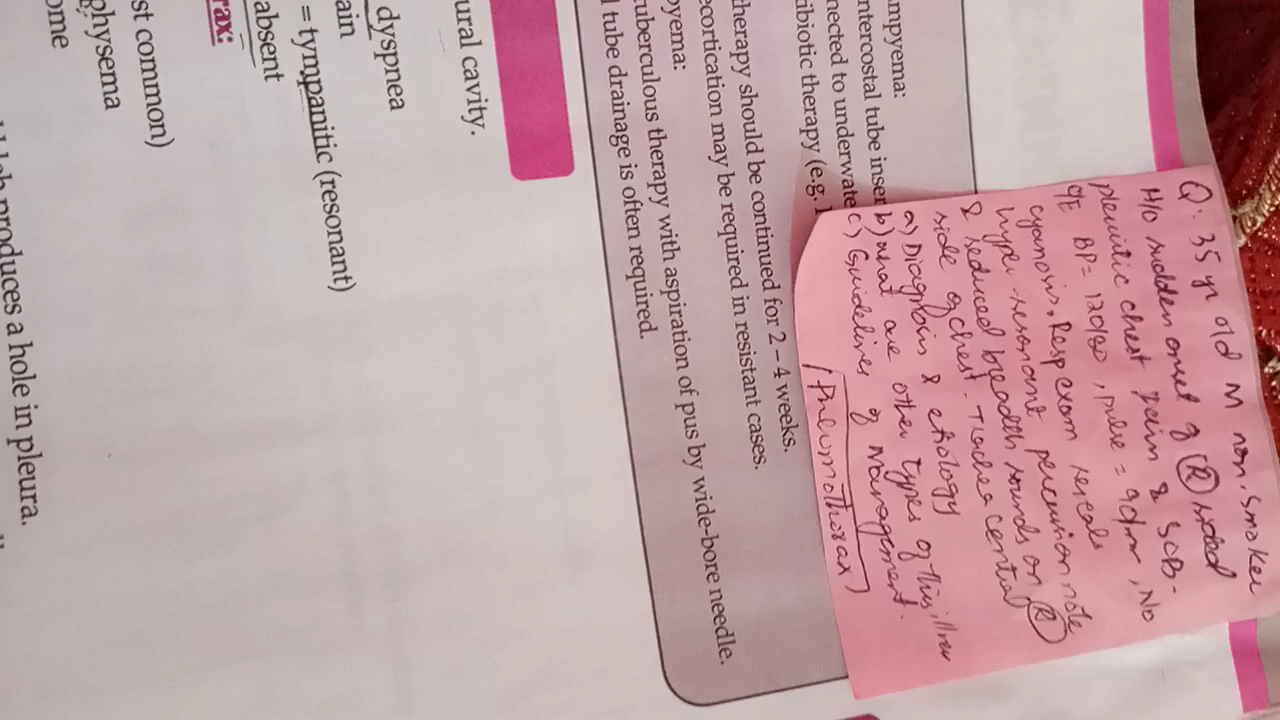 Q. 35 yr old M non. smoker
H/o sudden onset of (R) sided
pleuritic chest pain & SOB-
O/E BP= 120/80, pulse = 90/mr, No
cyanosis, Resp exam reveals
hyper-resonant percussion note
& reduced breadth sounds on (R)
side of chest. Trachea central
a) Diagnosis & etiology
b) what are other types of this illness
c) Guidelines of Management.
(Pneumothorax)
mpyema:
ntercostal tube inser
nected to underwate
ibiotic therapy (e.g.
therapy should be continued for 2 – 4 weeks.
ecortication may be required in resistant cases.
pyema:
uberculous therapy with aspiration of pus by wide-bore needle.
l tube drainage is often required.
ural cavity.
dyspnea
ain
= tympanitic (resonant)
absent
rax:
st common)
physema
ome
produces a hole in pleura.